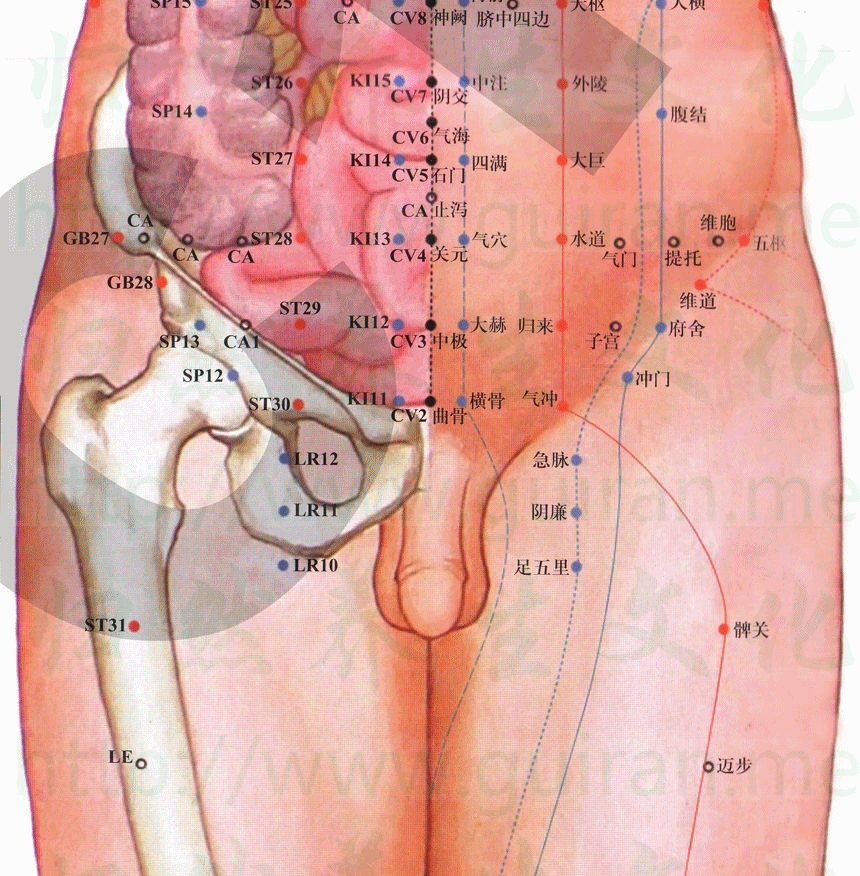 SP15 ST25 CA CV8 神阙 脐中四边 天枢 大横
ST26 KI15 中注 外陵
CV7 阴交
SP14 腹结
CV6 气海
ST27 KI14 四满 大巨
CV5 石门
CA 止泻
CA 维胞
GB27 ST28 KI13 气穴 水道 五枢
CA CA CV4 关元 气门 提托
GB28
维道
ST29
KI12 大赫 归来 府舍
SP13 CA1 CV3 中极 子宫
SP12 冲门
ST30 KI11 横骨 气冲
CV2 曲骨
LR12 急脉
http://www.guiran.me
LR11 阴廉
LR10 足五里
归然养生文化
ST31 髀关
LE 迈步
http://www.guiran.me